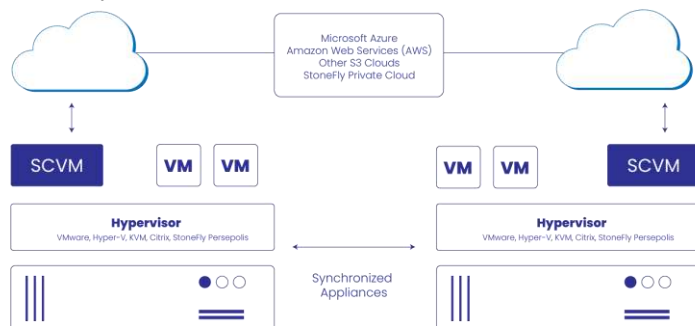 Microsoft Azure
Amazon Web Services (AWS)
Other S3 Clouds
StoneFly Private Cloud
SCVM
VM
VM
VM
VM
SCVM
Hypervisor
VMware, Hyper-V, KVM, Citrix, StoneFly Persepolis
Hypervisor
VMware, Hyper-V, KVM, Citrix, StoneFly Persepolis
Synchronized
Appliances